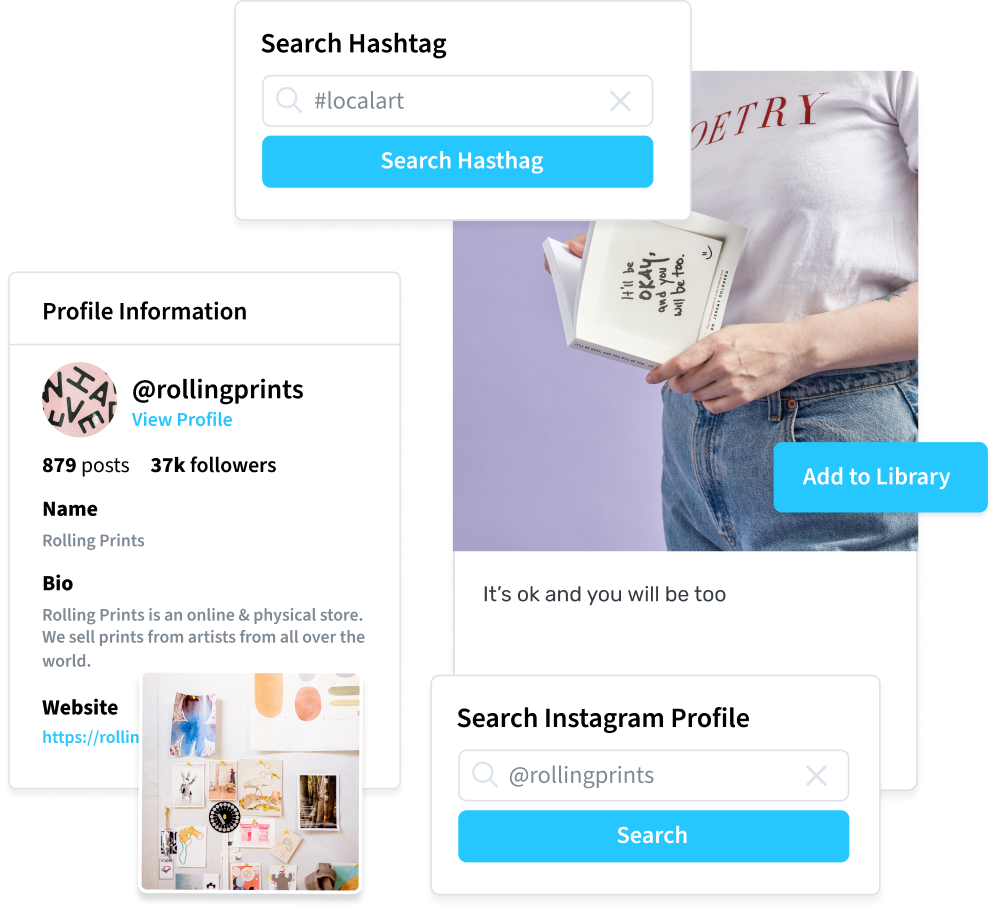 Search Hashtag
#localart
Search Hasthag
OETRY
It'll be
OKAY,
and you
will be too.
Profile Information
@rollingprints
View Profile
879 posts 37k followers
Name
Rolling Prints
Bio
Rolling Prints is an online & physical store.
We sell prints from artists from all over the
world.
Website
https://rollin
Add to Library
It’s ok and you will be too
Search Instagram Profile
@rollingprints
Search